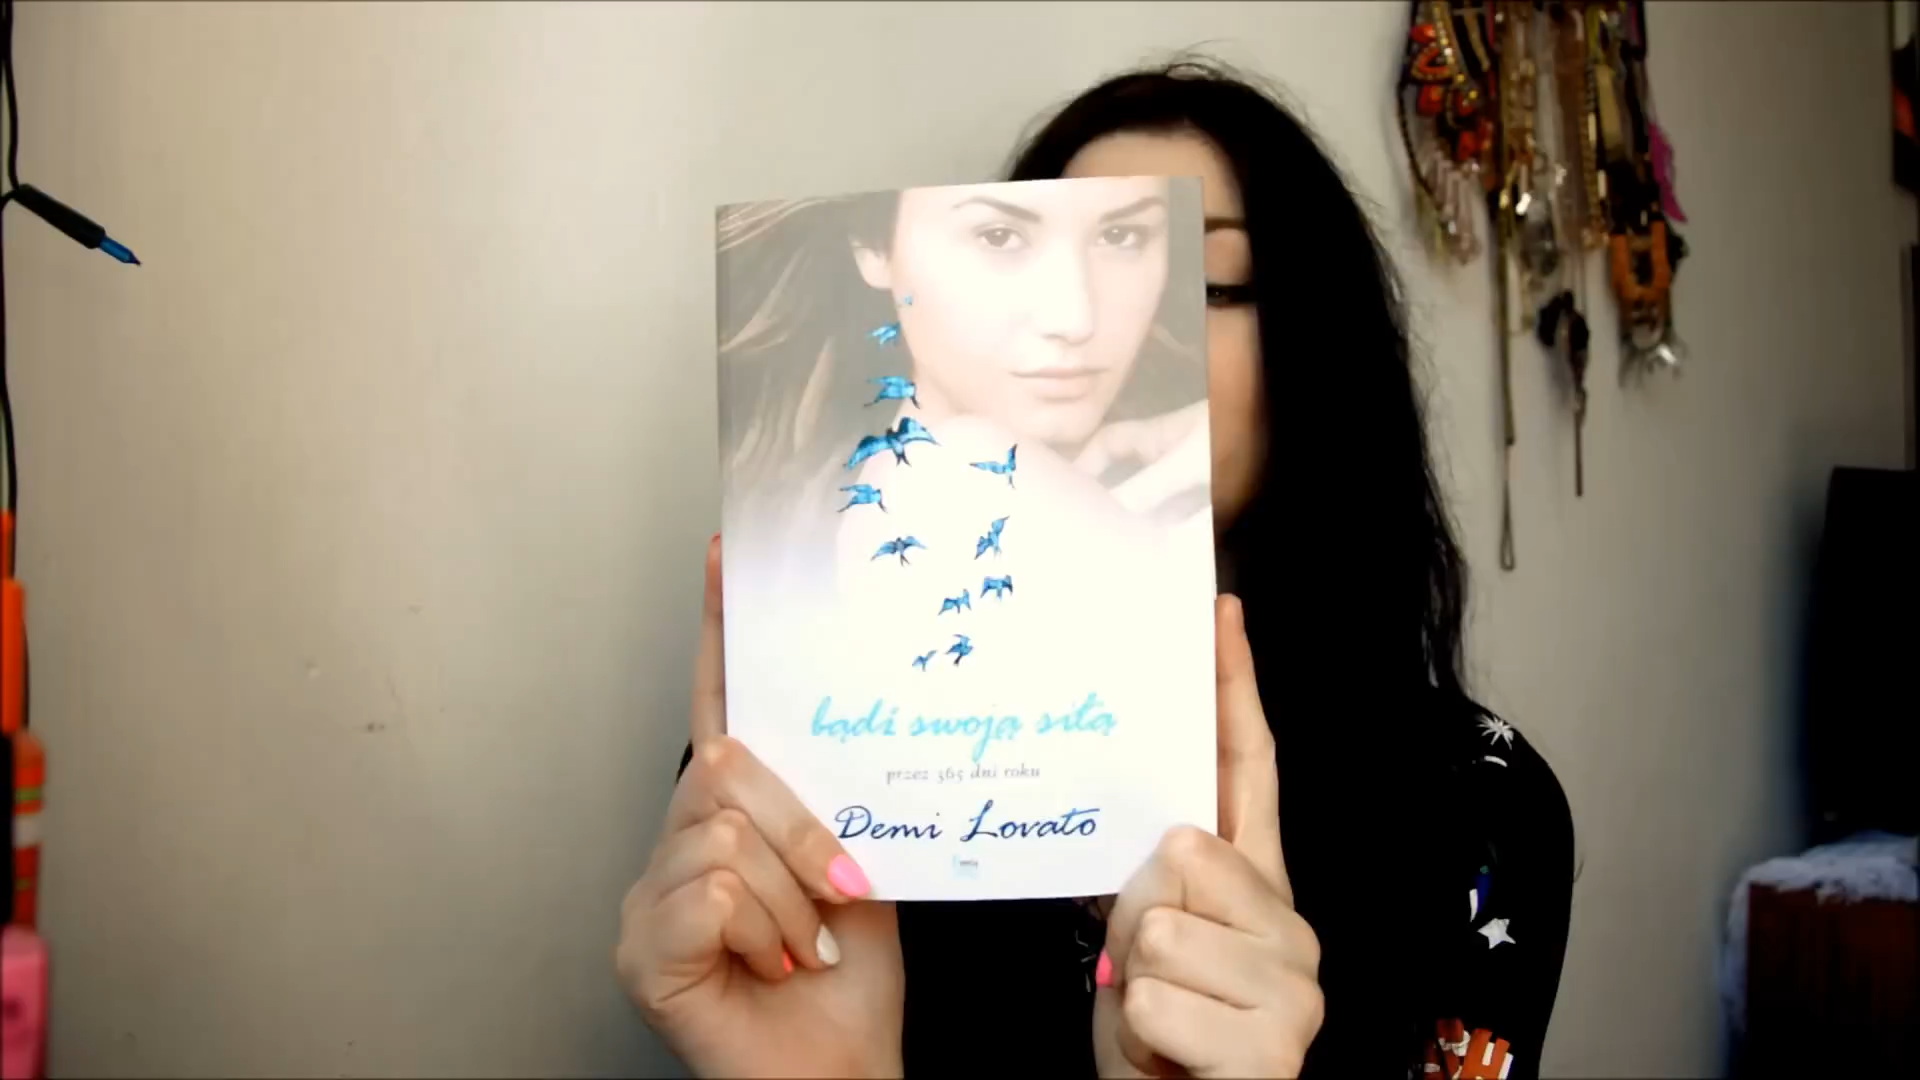 bądź swoją siłą
przez 365 dni roku
Demi Lovato